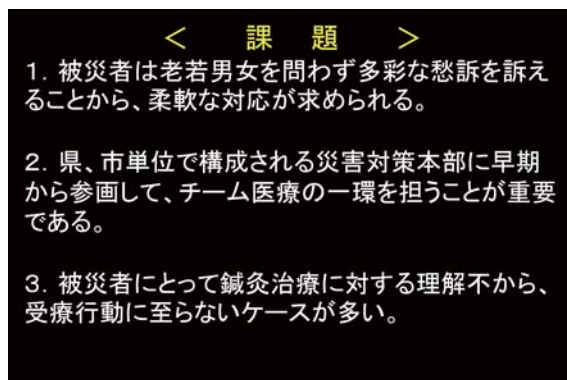 < 課 題 >
1. 被災者は老若男女を問わず多彩な愁訴を訴え
ることから、柔軟な対応が求められる。
2. 県、市単位で構成される災害対策本部に早期
から参画して、チーム医療の一環を担うことが重要
である。
3. 被災者にとって鍼灸治療に対する理解不から、
受療行動に至らないケースが多い。